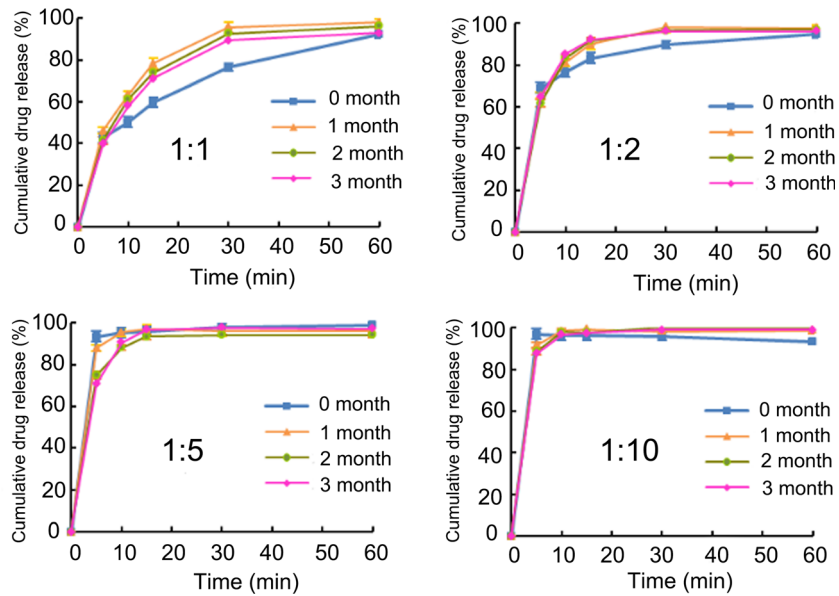 Cumulative drug release (%)
100
80
60
40
20
0
0 10 20 30 40 50 60
Time (min)
1:1
0 month
1 month
2 month
3 month
Cumulative drug release (%)
100
80
60
40
20
0
0 10 20 30 40 50 60
Time (min)
1:2
0 month
1 month
2 month
3 month
Cumulative drug release (%)
100
80
60
40
20
0
0 10 20 30 40 50 60
Time (min)
1:5
0 month
1 month
2 month
3 month
Cumulative drug release (%)
100
80
60
40
20
0
0 10 20 30 40 50 60
Time (min)
1:10
0 month
1 month
2 month
3 month